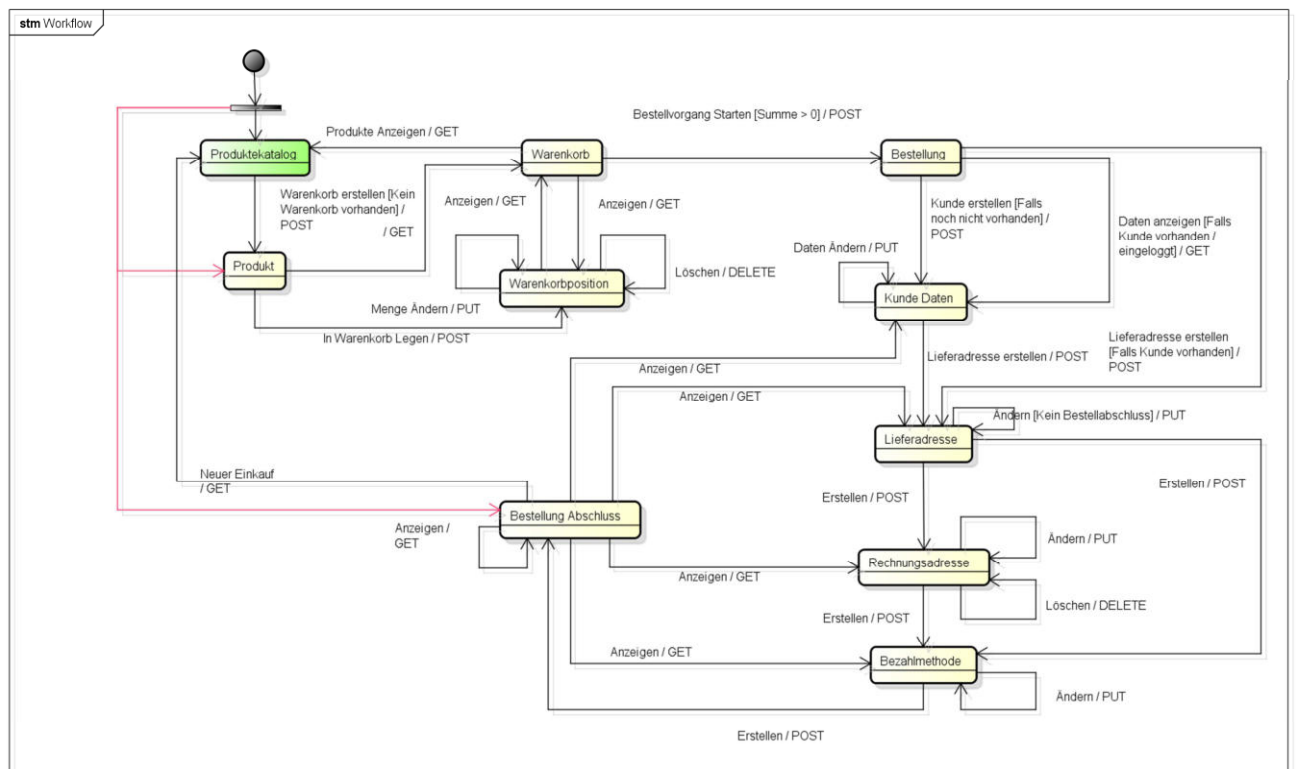 stm Workflow
Bestellvorgang Starten [Summe > 0] / POST
Produkte Anzeigen / GET
Produktekatalog
Warenkorb
Bestellung
Warenkorb erstellen [Kein
Warenkorb vorhanden] /
POST
/ GET
Anzeigen / GET
Anzeigen / GET
Kunde erstellen [Falls
noch nicht vorhanden] /
POST
Daten anzeigen [Falls
Kunde vorhanden /
eingeloggt] / GET
Daten Ändern / PUT
Produkt
Löschen / DELETE
Warenkorbposition
Kunde Daten
Menge Ändern / PUT
In Warenkorb Legen / POST
Lieferadresse erstellen
[Falls Kunde vorhanden] /
POST
Lieferadresse erstellen / POST
Anzeigen / GET
Anzeigen / GET
Ändern [Kein Bestellabschluss] / PUT
Lieferadresse
Neuer Einkauf
/ GET
Erstellen / POST
Erstellen / POST
Bestellung Abschluss
Anzeigen /
GET
Ändern / PUT
Rechnungsadresse
Anzeigen / GET
Löschen / DELETE
Erstellen / POST
Anzeigen / GET
Bezahlmethode
Ändern / PUT
Erstellen / POST